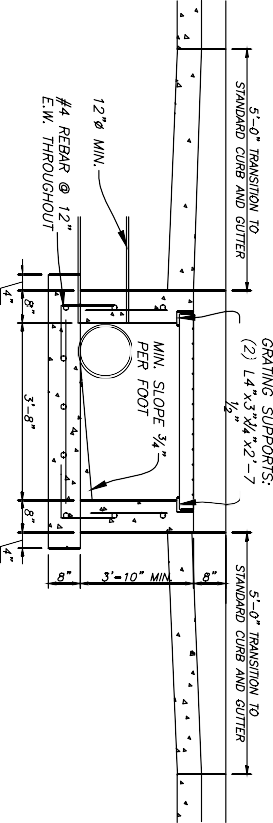 5'-0" TRANSITION TO
STANDARD CURB AND GUTTER
GRATING SUPPORTS:
(2) L4"x3"x1/4"x2'-7
1/2"
5'-0" TRANSITION TO
STANDARD CURB AND GUTTER
12"Ø MIN.
MIN. SLOPE 3/4"
PER FOOT
#4 REBAR @ 12"
E.W. THROUGHOUT
8"
3'-10" MIN.
8"
4"
8"
3'-8"
8"
4"